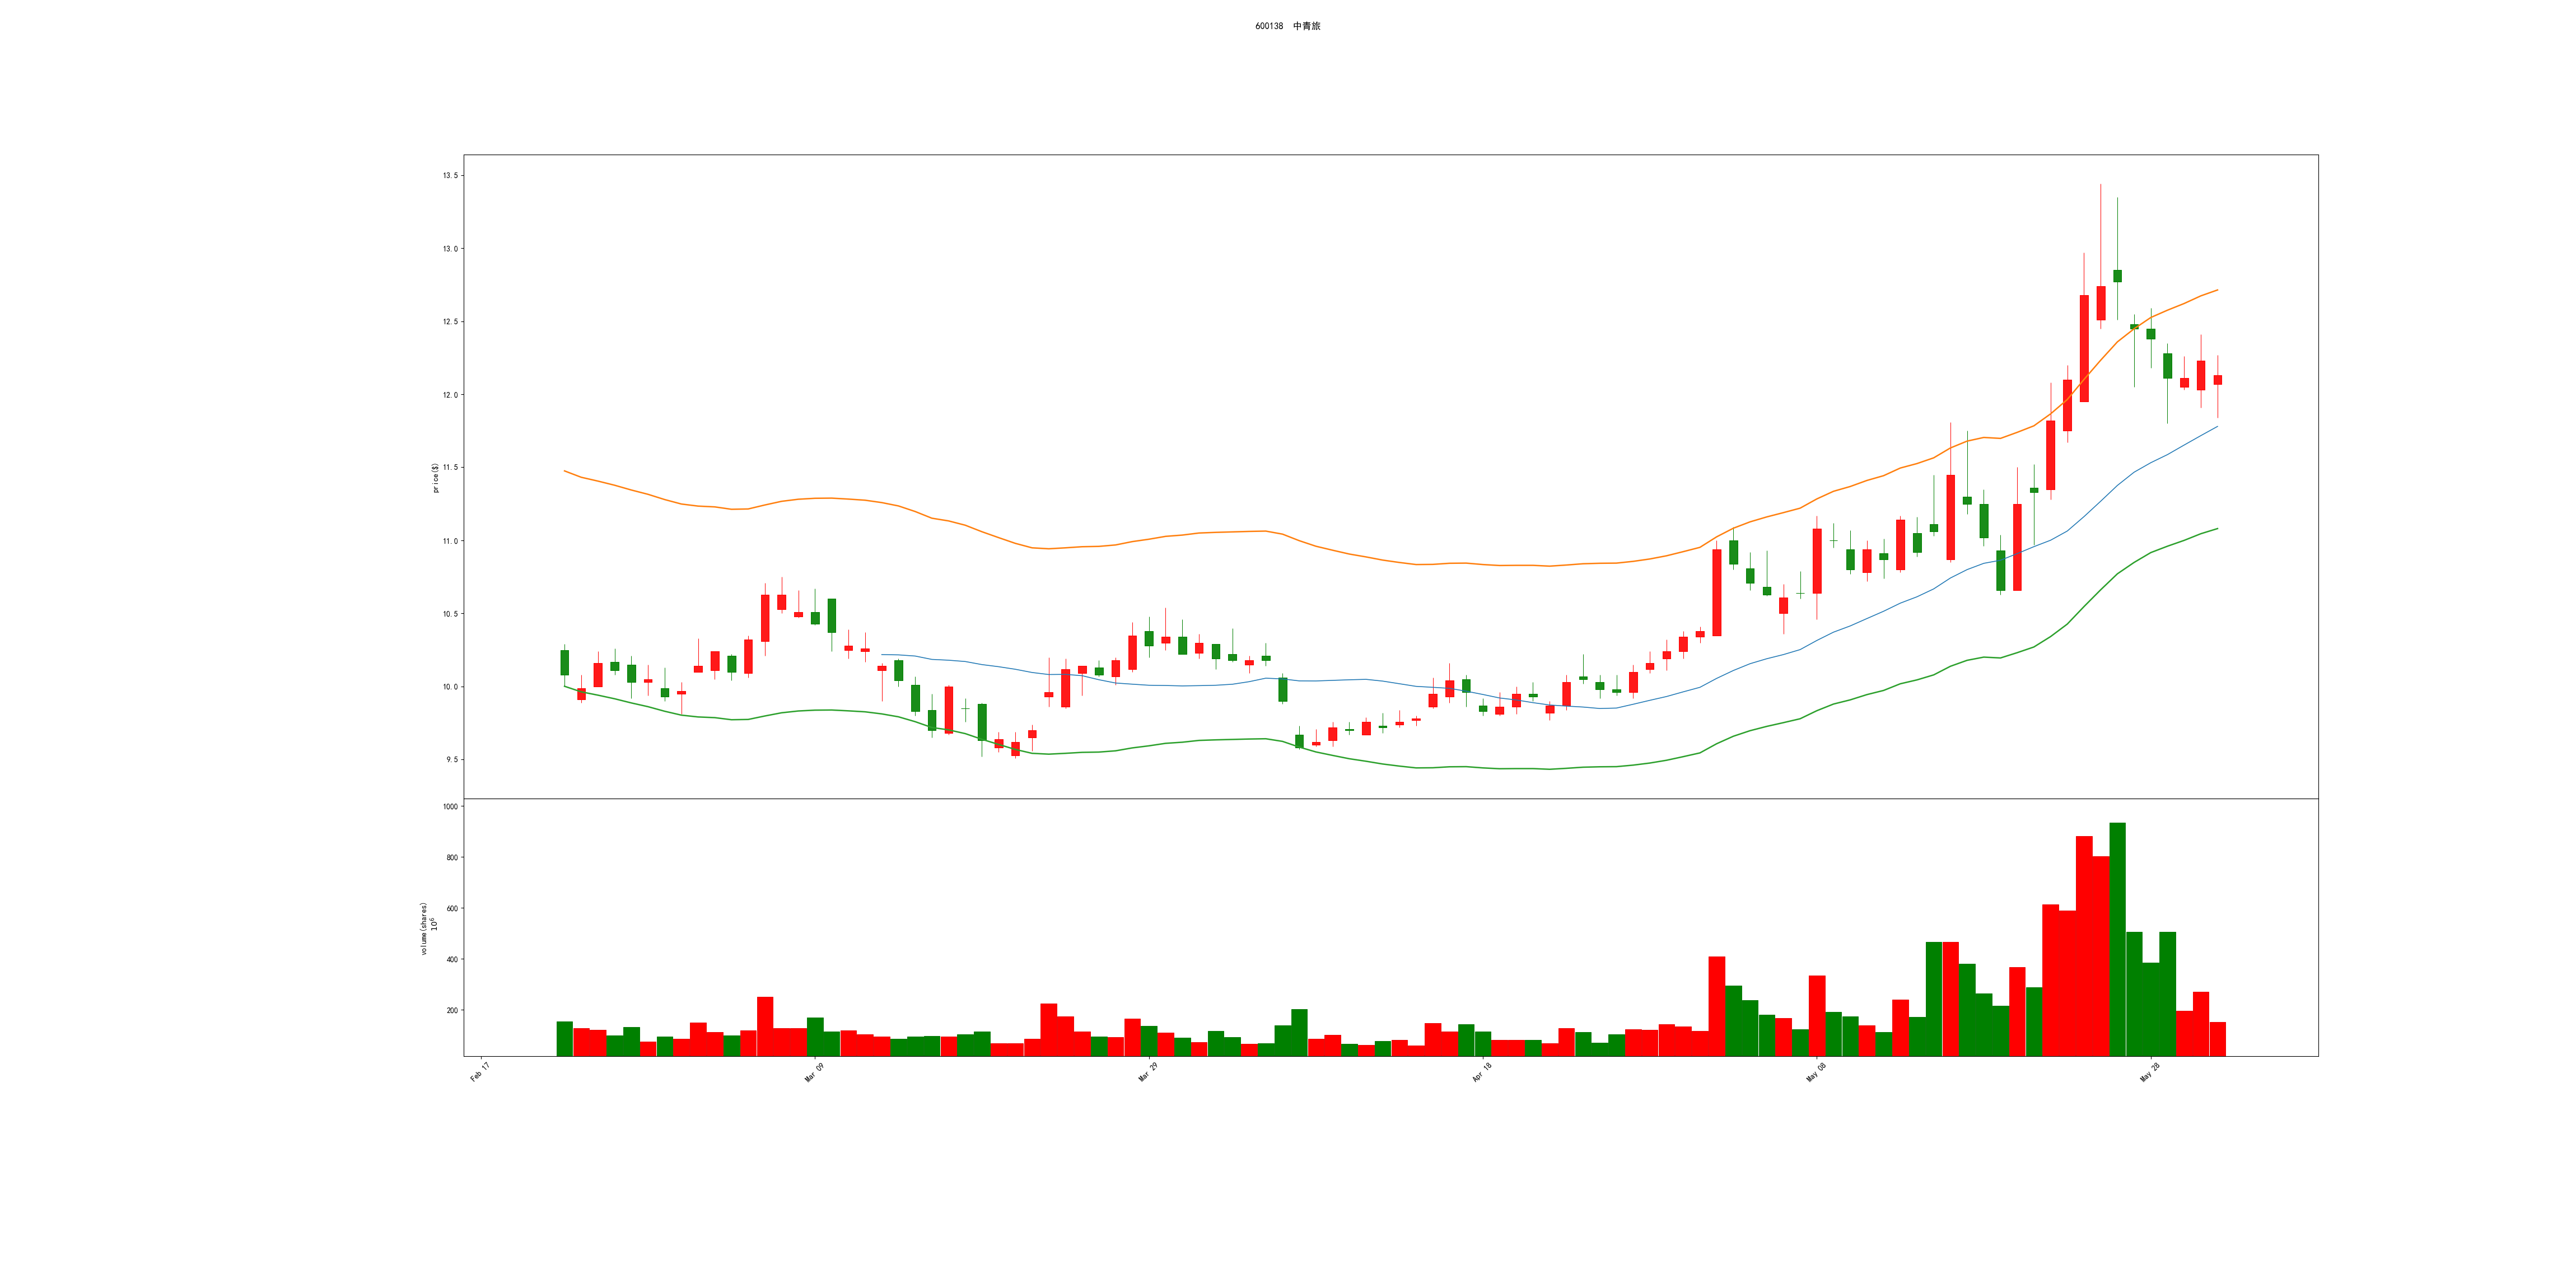 600138 中青旅
price($)
13.5
13.0
12.5
12.0
11.5
11.0
10.5
10.0
9.5
volume(shares)
10^6
1000
800
600
400
200
Feb 17
Mar 09
Mar 29
Apr 18
May 08
May 28